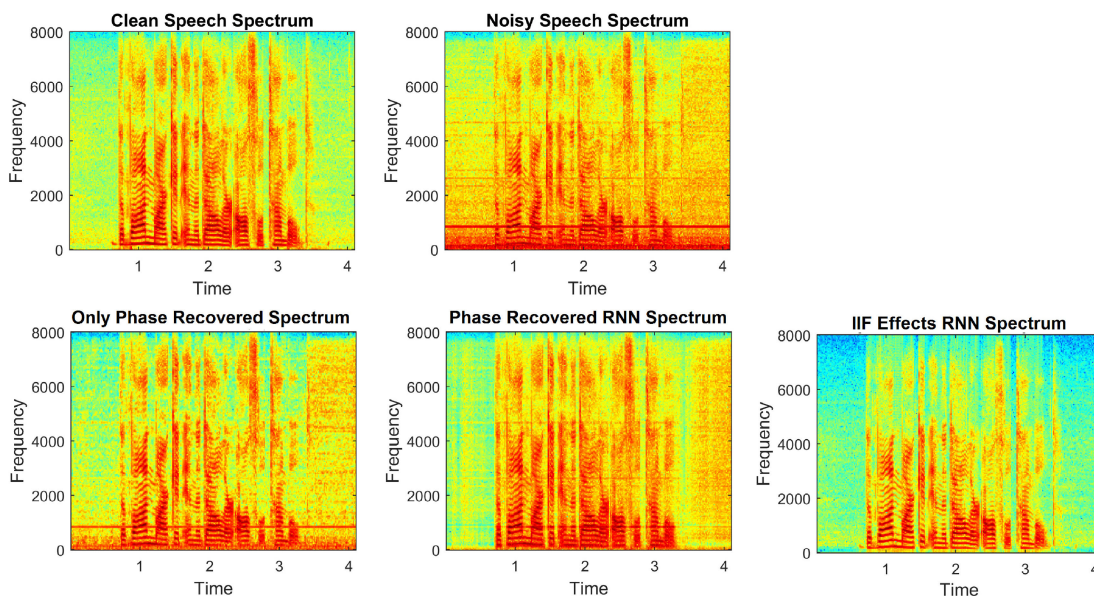 Clean Speech Spectrum
8000
6000
4000
2000
0
Frequency
1 2 3 4
Time
Noisy Speech Spectrum
8000
6000
4000
2000
0
Frequency
1 2 3 4
Time
Only Phase Recovered Spectrum
8000
6000
4000
2000
0
Frequency
1 2 3 4
Time
Phase Recovered RNN Spectrum
8000
6000
4000
2000
0
Frequency
1 2 3 4
Time
IIF Effects RNN Spectrum
8000
6000
4000
2000
0
Frequency
1 2 3 4
Time